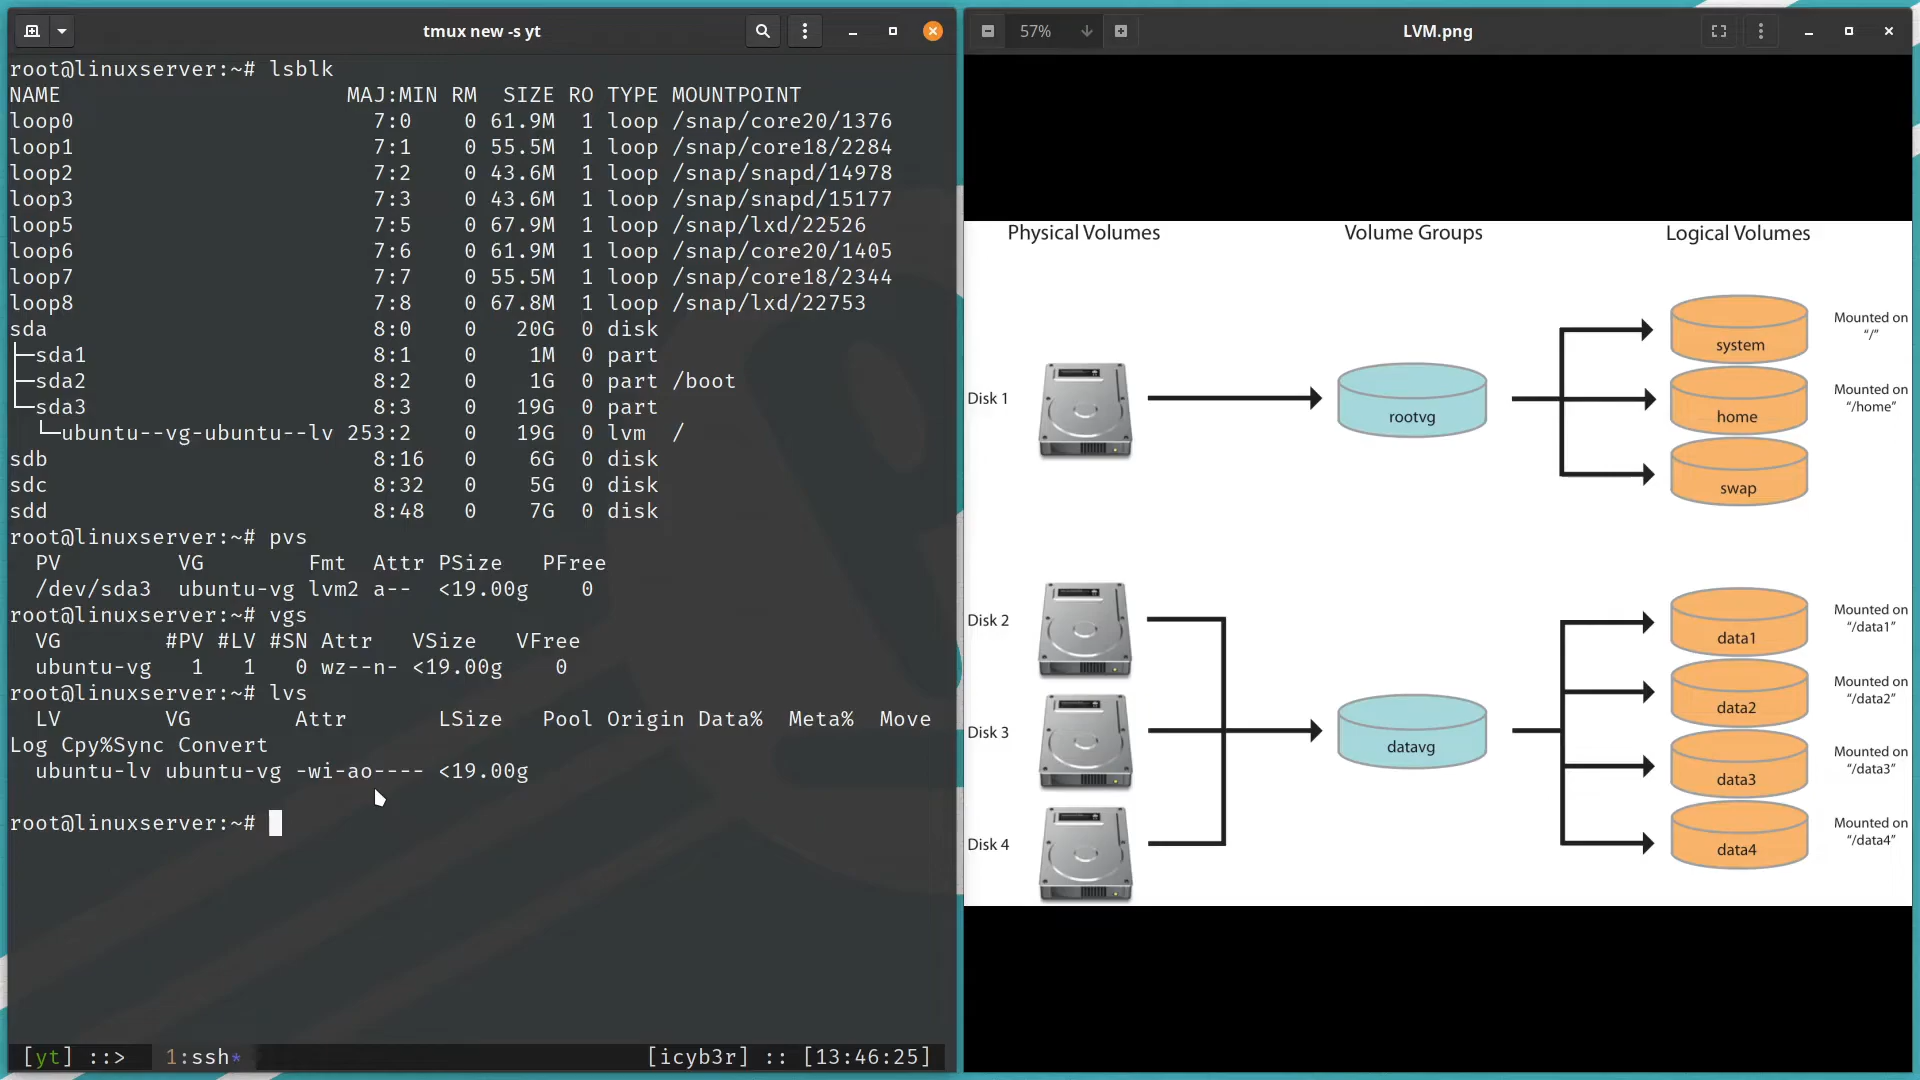 tmux new -s yt
root@linuxserver:~# lsblk
NAME MAJ:MIN RM SIZE RO TYPE MOUNTPOINT
loop0 7:0 0 61.9M 1 loop /snap/core20/1376
loop1 7:1 0 55.5M 1 loop /snap/core18/2284
loop2 7:2 0 43.6M 1 loop /snap/snapd/14978
loop3 7:3 0 43.6M 1 loop /snap/snapd/15177
loop5 7:5 0 67.9M 1 loop /snap/lxd/22526
loop6 7:6 0 61.9M 1 loop /snap/core20/1405
loop7 7:7 0 55.5M 1 loop /snap/core18/2344
loop8 7:8 0 67.8M 1 loop /snap/lxd/22753
sda 8:0 0 20G 0 disk
├─sda1 8:1 0 1M 0 part
├─sda2 8:2 0 1G 0 part /boot
└─sda3 8:3 0 19G 0 part
└─ubuntu--vg-ubuntu--lv 253:2 0 19G 0 lvm /
sdb 8:16 0 6G 0 disk
sdc 8:32 0 5G 0 disk
sdd 8:48 0 7G 0 disk
root@linuxserver:~# pvs
PV VG Fmt Attr PSize PFree
/dev/sda3 ubuntu-vg lvm2 a-- <19.00g 0
root@linuxserver:~# vgs
VG #PV #LV #SN Attr VSize VFree
ubuntu-vg 1 1 0 wz--n- <19.00g 0
root@linuxserver:~# lvs
LV VG Attr LSize Pool Origin Data% Meta% Move
Log Cpy%Sync Convert
ubuntu-lv ubuntu-vg -wi-ao---- <19.00g
root@linuxserver:~#
[yt] ::> 1:ssh* [icyb3r] :: [13:46:25]
57%
LVM.png
Physical Volumes Volume Groups Logical Volumes
Disk 1
rootvg
system
Mounted on
“/”
home
Mounted on
“/home”
swap
Disk 2
Disk 3
Disk 4
datavg
data1
Mounted on
“/data1”
data2
Mounted on
“/data2”
data3
Mounted on
“/data3”
data4
Mounted on
“/data4”